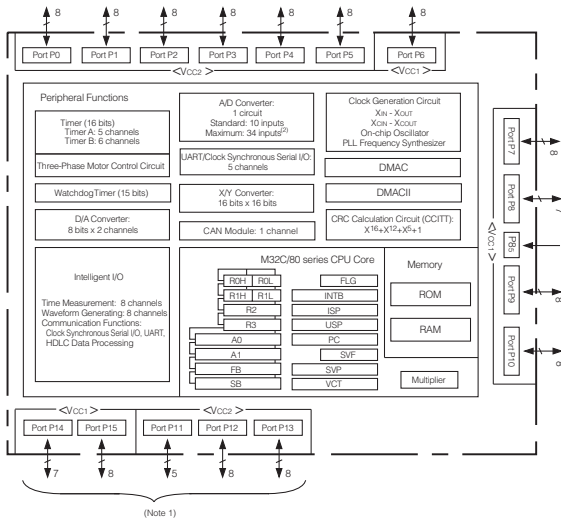 8 8 8 8 8 8 8
Port P0 Port P1 Port P2 Port P3 Port P4 Port P5 Port P6
<VCC2> <VCC1>
Peripheral Functions
Timer (16 bits)
Timer A: 5 channels
Timer B: 6 channels
Three-Phase Motor Control Circuit
WatchdogTimer (15 bits)
D/A Converter:
8 bits x 2 channels
A/D Converter:
1 circuit
Standard: 10 inputs
Maximum: 34 inputs(2)
UART/Clock Synchronous Serial I/O:
5 channels
X/Y Converter:
16 bits x 16 bits
CAN Module: 1 channel
Clock Generation Circuit
XIN - XOUT
XCIN - XCOUT
On-chip Oscillator
PLL Frequency Synthesizer
DMAC
DMACII
CRC Calculation Circuit (CCITT):
X16+X12+X5+1
Intelligent I/O
Time Measurement: 8 channels
Waveform Generating: 8 channels
Communication Functions:
Clock Synchronous Serial I/O, UART,
HDLC Data Processing
M32C/80 series CPU Core
R0H R0L
R1H R1L
R2
R3
A0
A1
FB
SB
FLG
INTB
ISP
USP
PC
SVF
SVP
VCT
Memory
ROM
RAM
Multiplier
<VCC1>
Port P7
8
Port P8
7
P85
Port P9
8
Port P10
8
<VCC1> <VCC2>
Port P14 Port P15 Port P11 Port P12 Port P13
7 8 5 8 8
(Note 1)